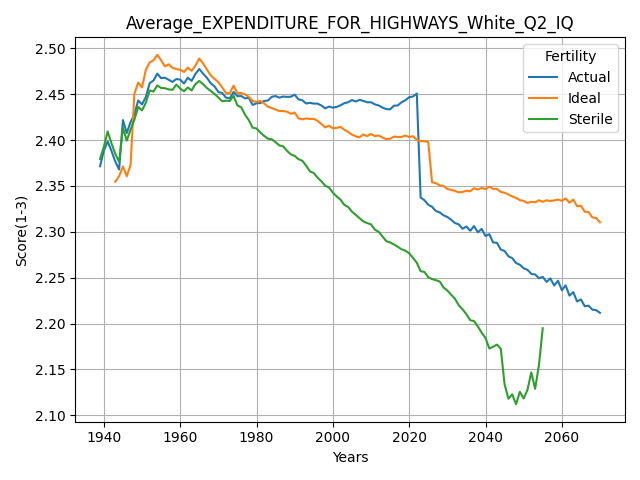 Average_EXPENDITURE_FOR_HIGHWAYS_White_Q2_IQ
Fertility
Actual
Ideal
Sterile
Score(1-3)
2.50
2.45
2.40
2.35
2.30
2.25
2.20
2.15
2.10
1940 1960 1980 2000 2020 2040 2060
Years